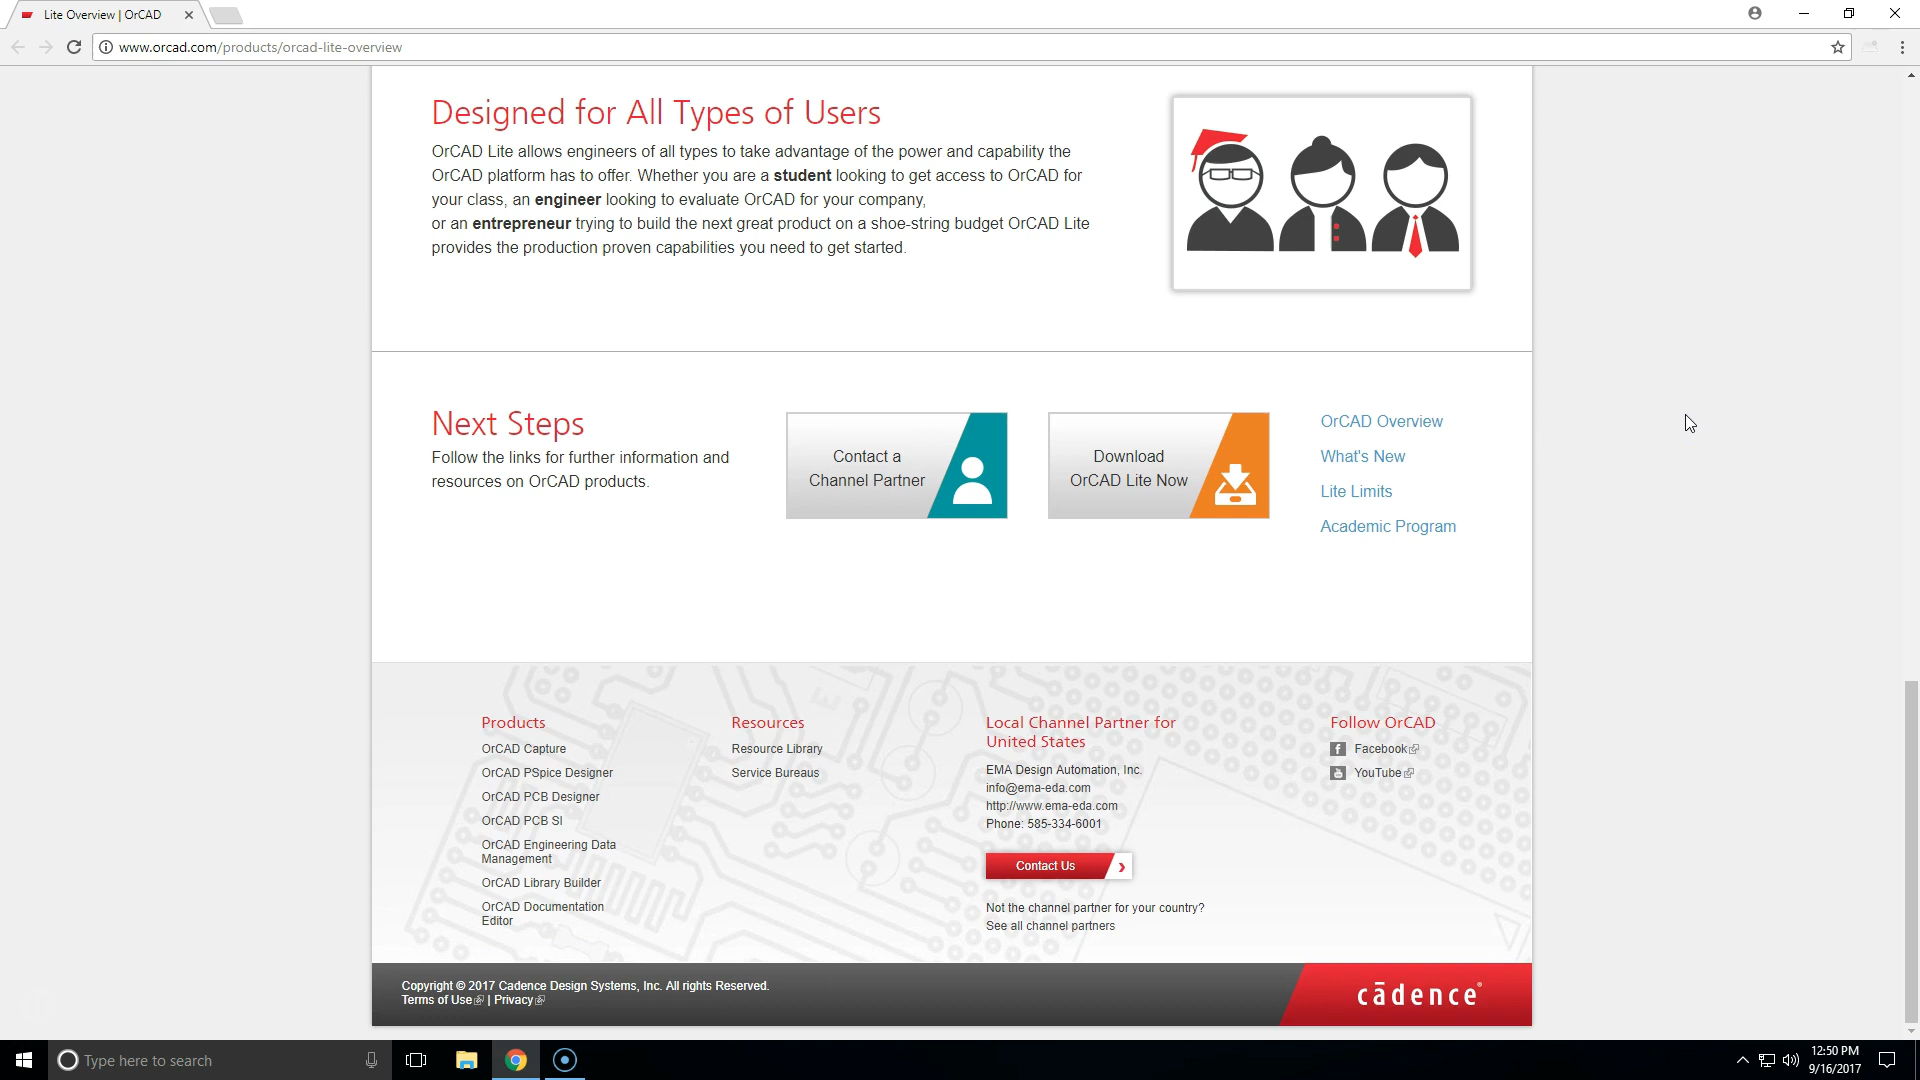 Lite Overview | OrCAD
www.orcad.com/products/orcad-lite-overview
Designed for All Types of Users
OrCAD Lite allows engineers of all types to take advantage of the power and capability the
OrCAD platform has to offer. Whether you are a student looking to get access to OrCAD for
your class, an engineer looking to evaluate OrCAD for your company,
or an entrepreneur trying to build the next great product on a shoe-string budget OrCAD Lite
provides the production proven capabilities you need to get started.
Next Steps
Follow the links for further information and
resources on OrCAD products.
Contact a
Channel Partner
Download
OrCAD Lite Now
OrCAD Overview
What's New
Lite Limits
Academic Program
Products
OrCAD Capture
OrCAD PSpice Designer
OrCAD PCB Designer
OrCAD PCB SI
OrCAD Engineering Data
Management
OrCAD Library Builder
OrCAD Documentation
Editor
Resources
Resource Library
Service Bureaus
Local Channel Partner for
United States
EMA Design Automation, Inc.
info@ema-eda.com
http://www.ema-eda.com
Phone: 585-334-6001
Contact Us
Not the channel partner for your country?
See all channel partners
Follow OrCAD
Facebook
YouTube
Copyright © 2017 Cadence Design Systems, Inc. All rights Reserved.
Terms of Use | Privacy
cādence®
Type here to search
12:50 PM
9/16/2017